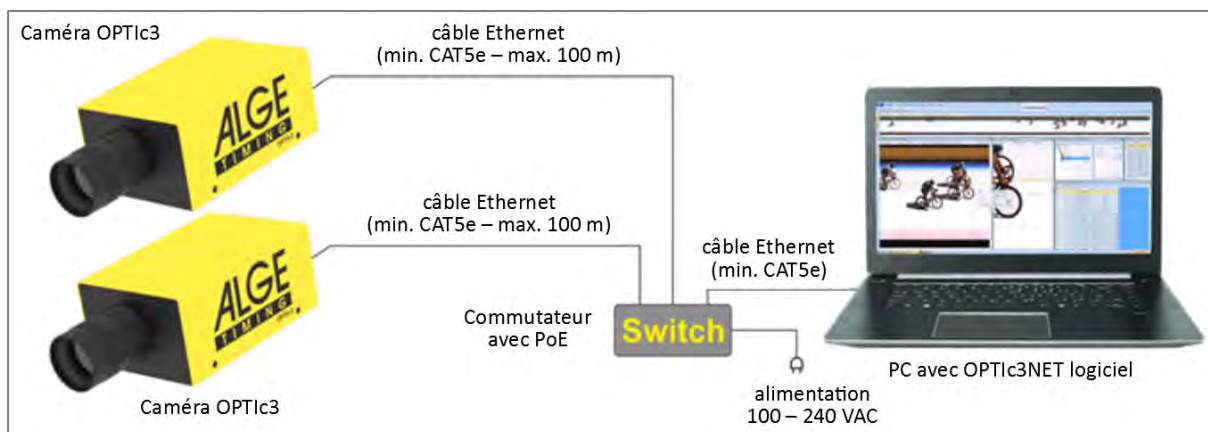 Caméra OPTIc3
câble Ethernet
(min. CAT5e – max. 100 m)
ALGE
TIMING
câble Ethernet
(min. CAT5e – max. 100 m)
ALGE
TIMING
câble Ethernet
(min. CAT5e)
Commutateur
avec PoE
Switch
PC avec OPTIc3NET logiciel
alimentation
100 – 240 VAC
Caméra OPTIc3